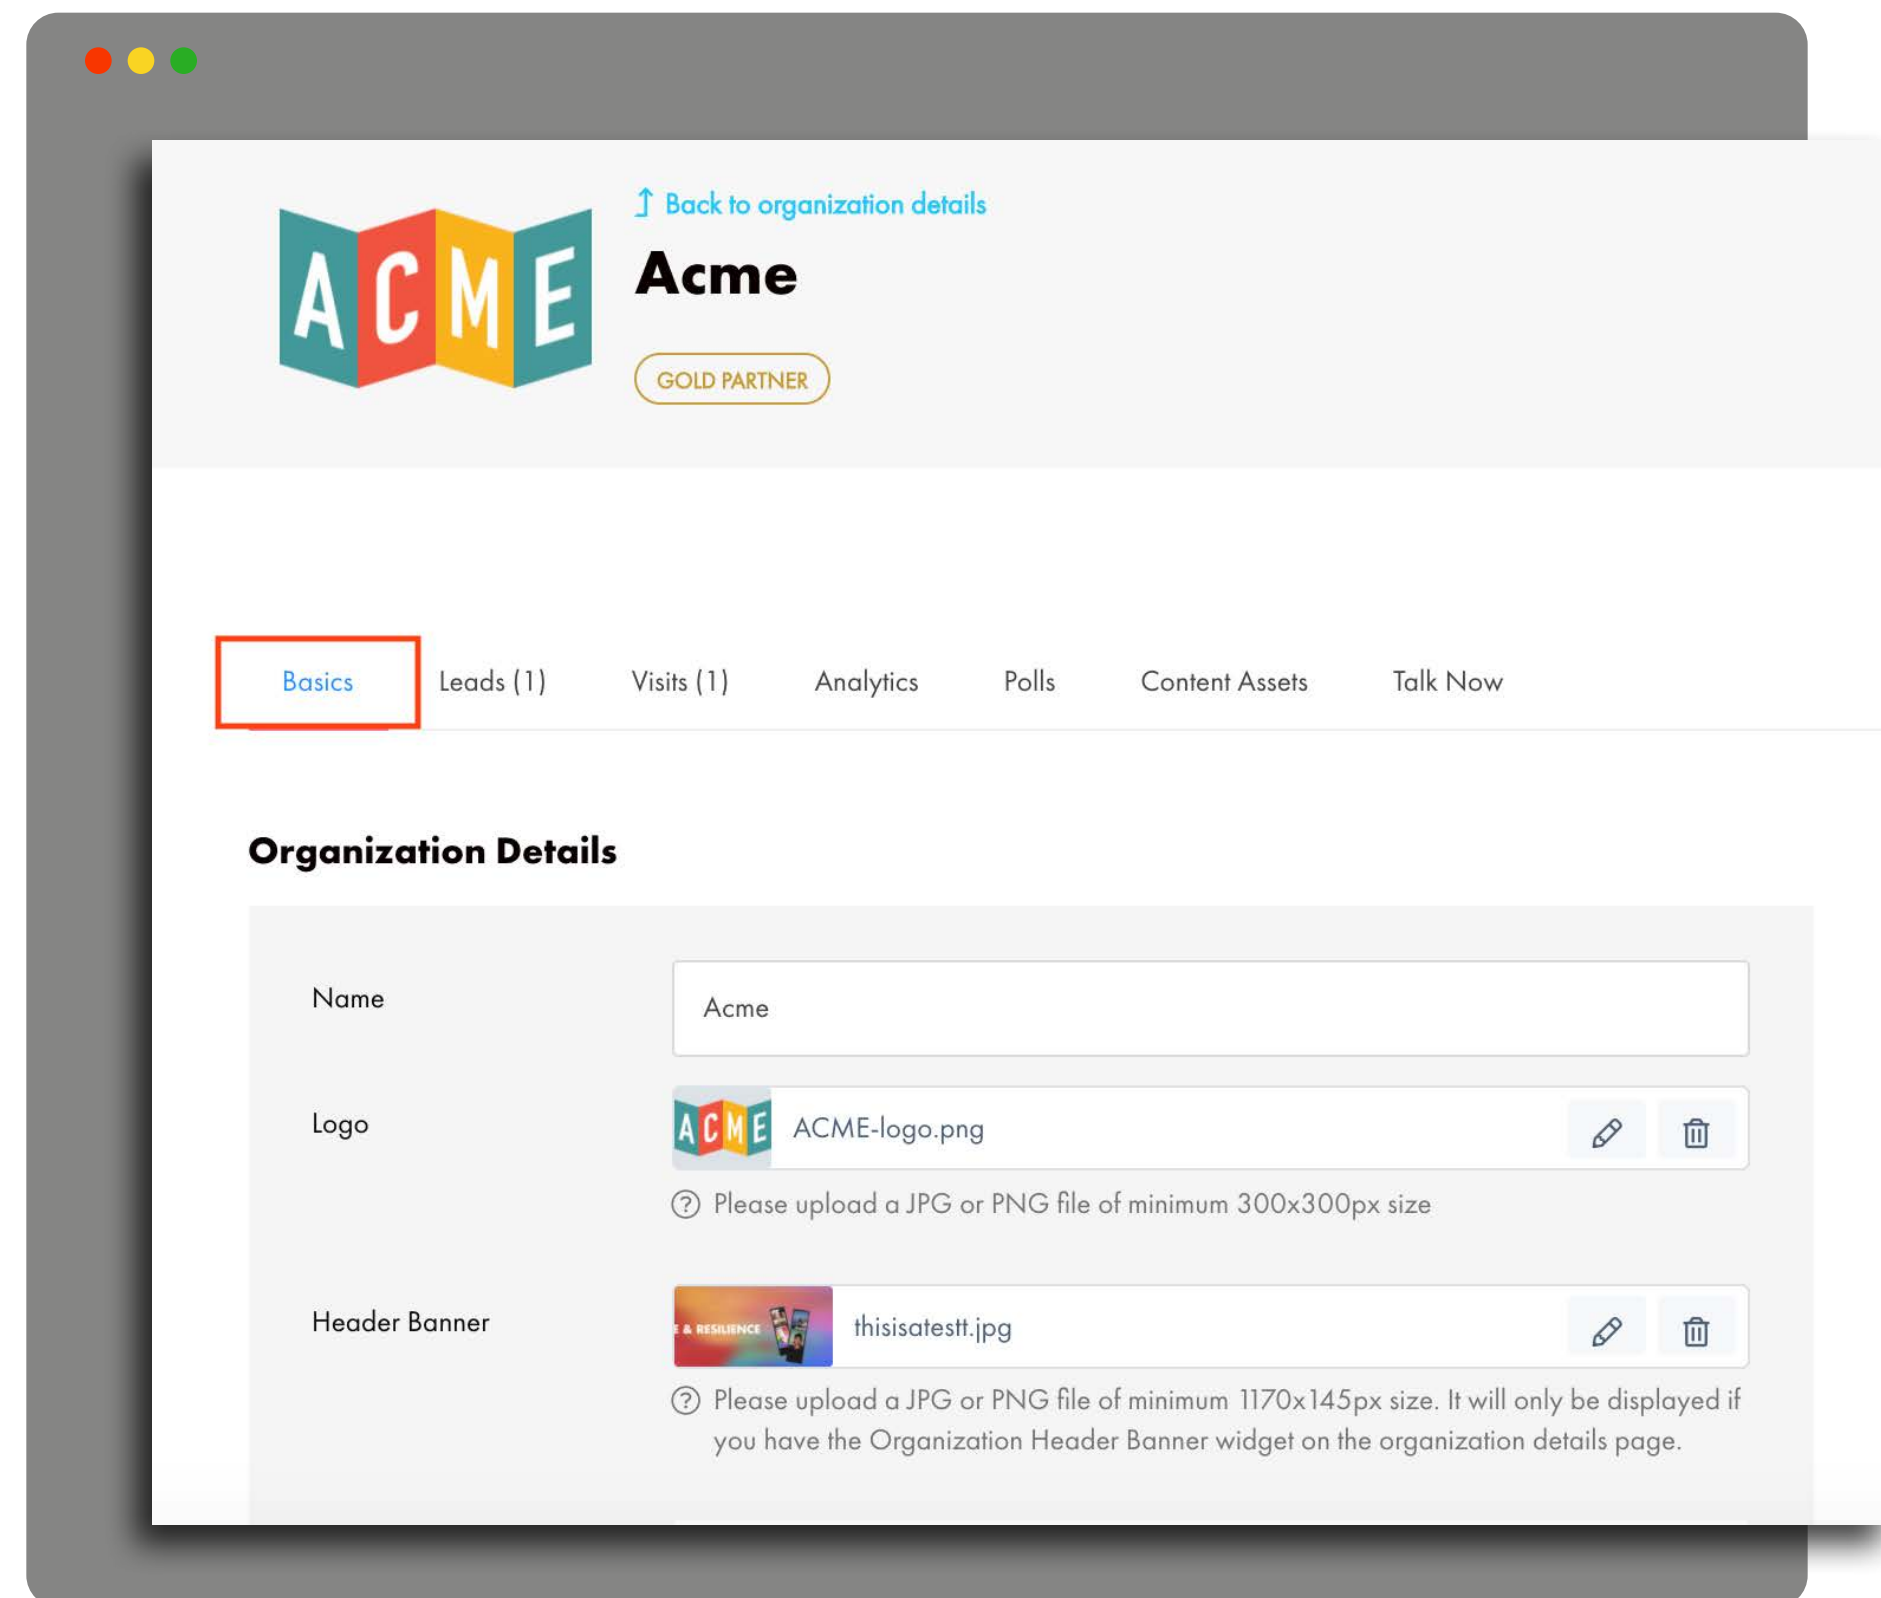 ACME
Back to organization details
Acme
GOLD PARTNER
Basics
Leads (1)
Visits (1)
Analytics
Polls
Content Assets
Talk Now
Organization Details
Name
Acme
Logo
ACME
ACME-logo.png
Please upload a JPG or PNG file of minimum 300x300px size
Header Banner
E & RESILIENCE
thisisatestt.jpg
Please upload a JPG or PNG file of minimum 1170x145px size. It will only be displayed if
you have the Organization Header Banner widget on the organization details page.